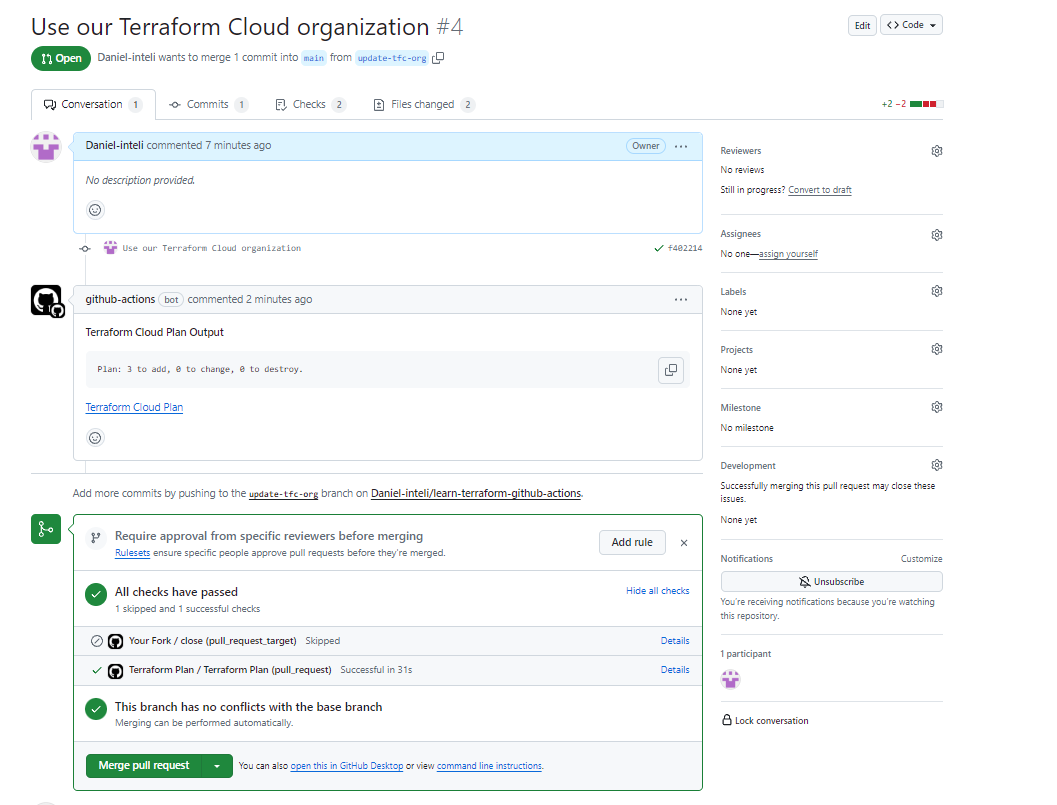 Use our Terraform Cloud organization #4
Edit
Code
Open
Daniel-inteli wants to merge 1 commit into main from update-tfc-org
Conversation 1
Commits 1
Checks 2
Files changed 2
+2 −2
Daniel-inteli commented 7 minutes ago
Owner
No description provided.
Use our Terraform Cloud organization
f402214
github-actions bot commented 2 minutes ago
Terraform Cloud Plan Output
Plan: 3 to add, 0 to change, 0 to destroy.
Terraform Cloud Plan
Add more commits by pushing to the update-tfc-org branch on Daniel-inteli/learn-terraform-github-actions.
Require approval from specific reviewers before merging
Rulesets ensure specific people approve pull requests before they're merged.
Add rule
All checks have passed
1 skipped and 1 successful checks
Hide all checks
Your Fork / close (pull_request_target) Skipped
Details
Terraform Plan / Terraform Plan (pull_request) Successful in 31s
Details
This branch has no conflicts with the base branch
Merging can be performed automatically.
Merge pull request
You can also open this in GitHub Desktop or view command line instructions.
Reviewers
No reviews
Still in progress? Convert to draft
Assignees
No one—assign yourself
Labels
None yet
Projects
None yet
Milestone
No milestone
Development
Successfully merging this pull request may close these
issues.
None yet
Notifications
Customize
Unsubscribe
You're receiving notifications because you're watching
this repository.
1 participant
Lock conversation